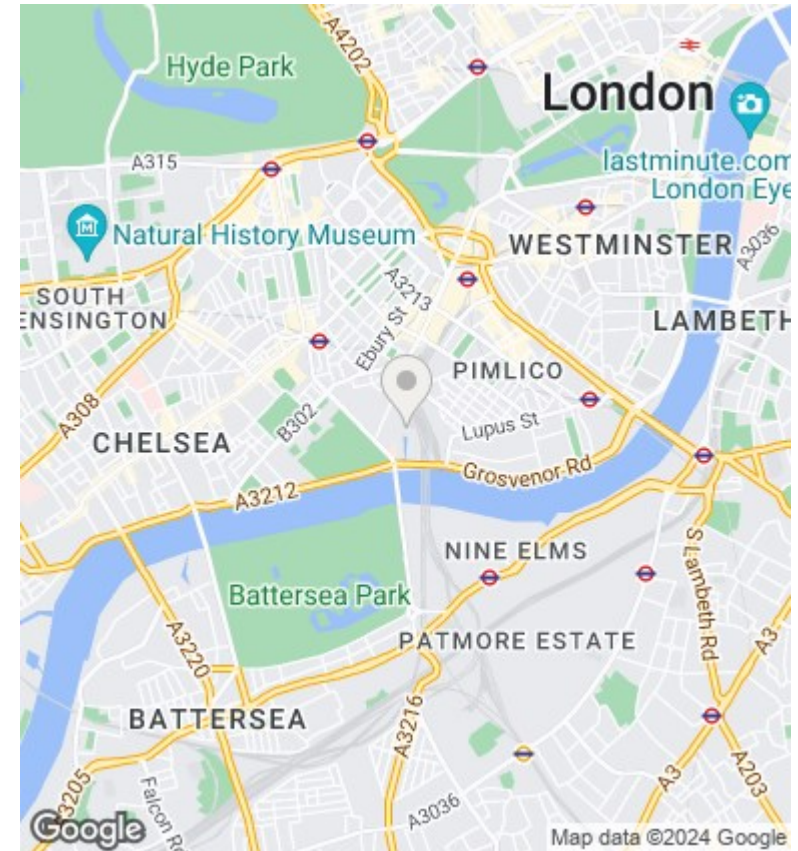 A4202
Hyde Park
London
A315
lastminute.com
London Eye
Natural History Museum
WESTMINSTER
A3036
A3213
SOUTH
ENSINGTON
LAMBETH
Ebury St
PIMLICO
A308
B302
Lupus St
CHELSEA
Grosvenor Rd
A3212
NINE ELMS
S Lambeth Rd
Battersea Park
A3220
PATMORE ESTATE
A3
A3216
BATTERSEA
A3205
Falcon Rd
A3
A203
A3036
Google
Map data ©2024 Google